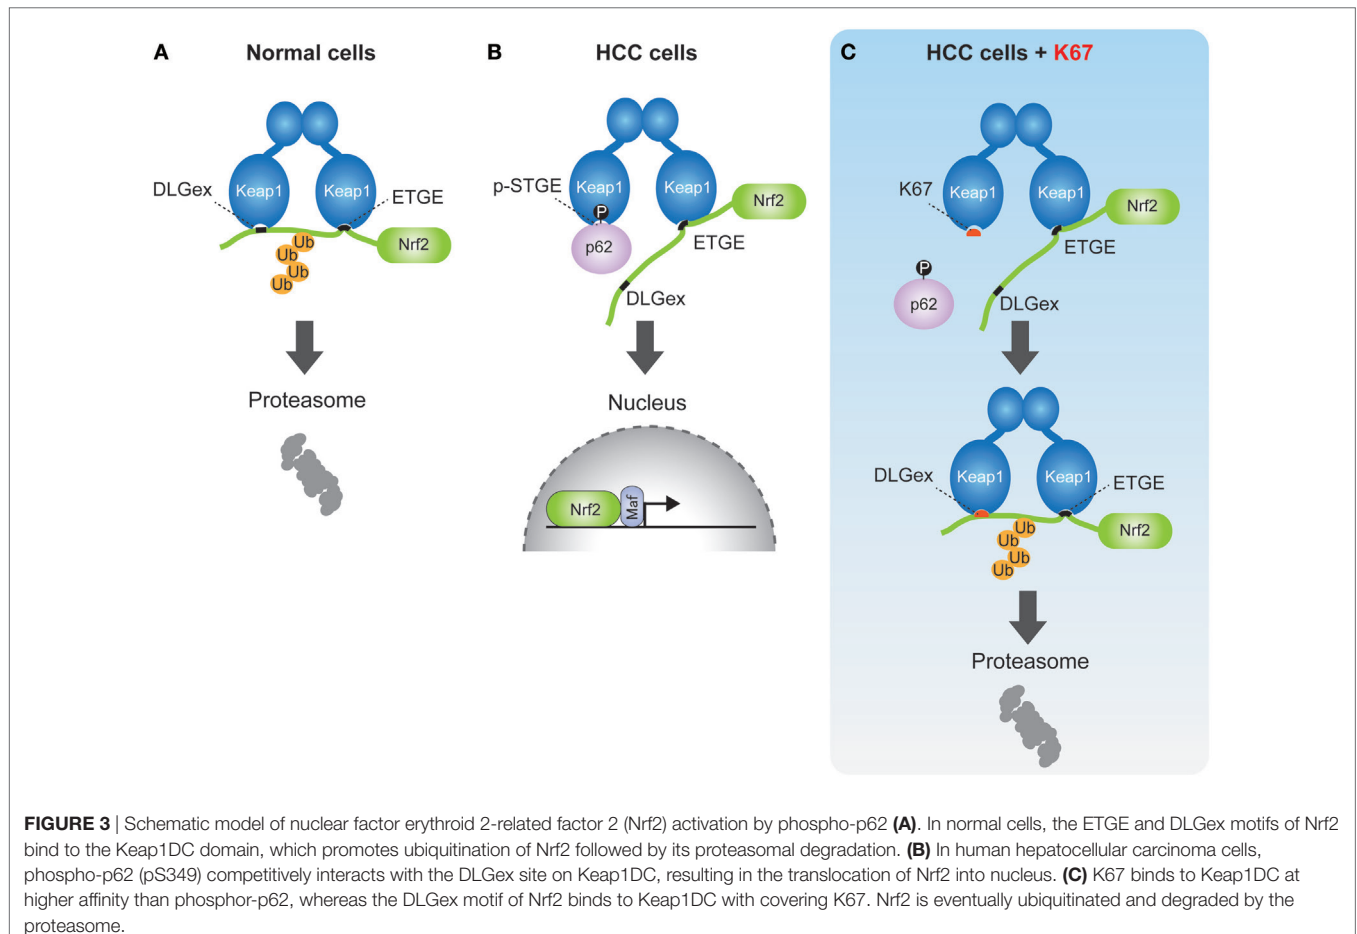 A Normal cells
DLGex
Keap1
Keap1
ETGE
Nrf2
Ub
Ub
Ub
Ub
Proteasome
B HCC cells
p-STGE
Keap1
Keap1
P
p62
Nrf2
ETGE
DLGex
Nucleus
Nrf2
Maf
C HCC cells + K67
K67
Keap1
Keap1
Nrf2
ETGE
P
p62
DLGex
DLGex
Keap1
Keap1
ETGE
Nrf2
Ub
Ub
Ub
Ub
Proteasome
FIGURE 3 | Schematic model of nuclear factor erythroid 2-related factor 2 (Nrf2) activation by phospho-p62 (A). In normal cells, the ETGE and DLGex motifs of Nrf2
bind to the Keap1DC domain, which promotes ubiquitination of Nrf2 followed by its proteasomal degradation. (B) In human hepatocellular carcinoma cells,
phospho-p62 (pS349) competitively interacts with the DLGex site on Keap1DC, resulting in the translocation of Nrf2 into nucleus. (C) K67 binds to Keap1DC at
higher affinity than phosphor-p62, whereas the DLGex motif of Nrf2 binds to Keap1DC with covering K67. Nrf2 is eventually ubiquitinated and degraded by the
proteasome.